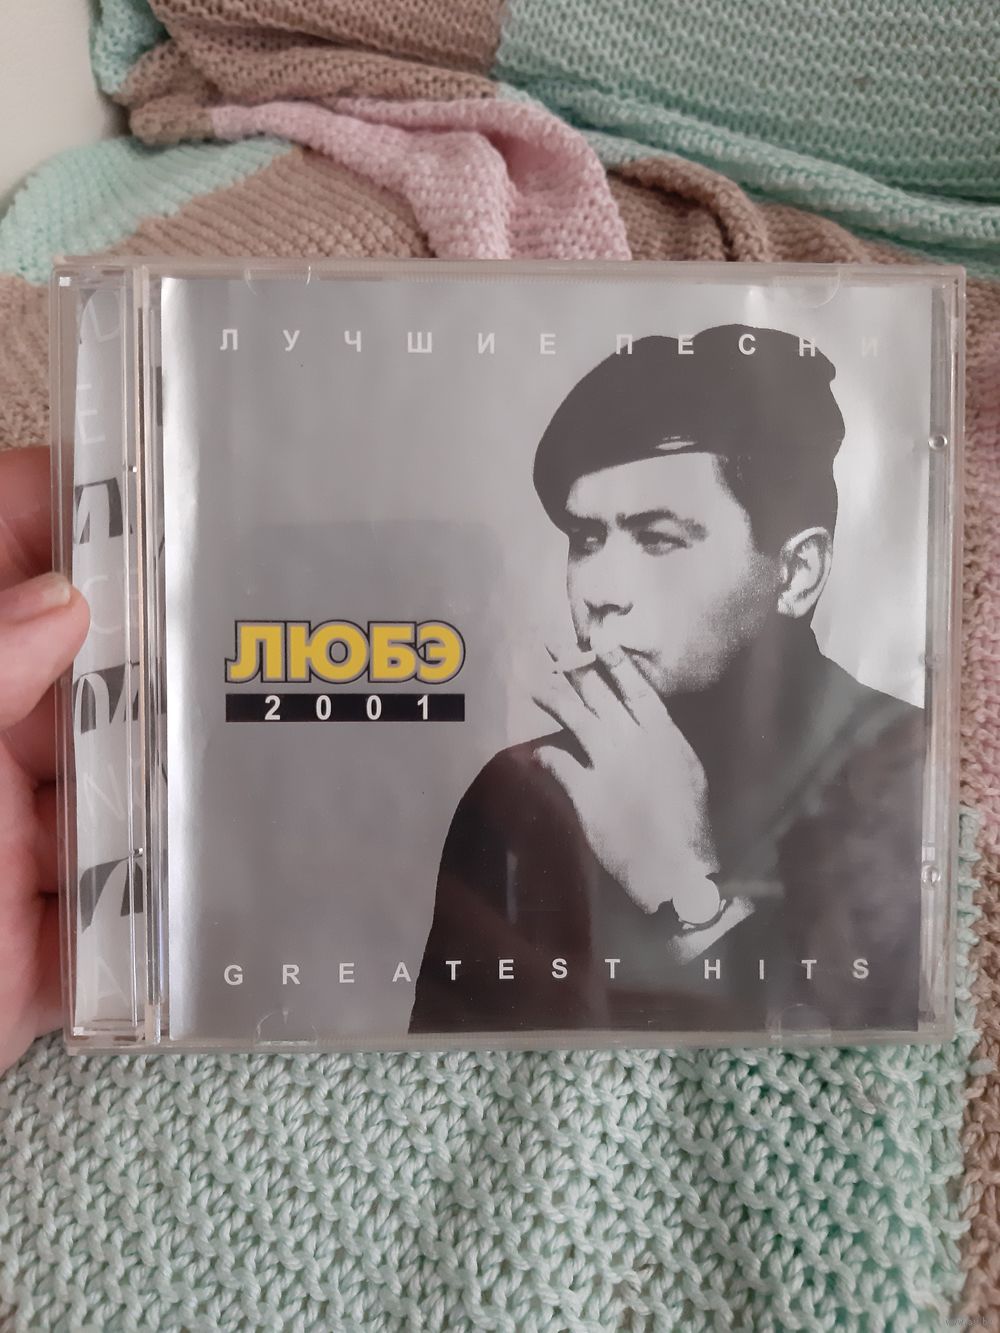 ЛУЧШИЕ ПЕСНИ
ЛЮБЭ
2001
GREATEST HITS